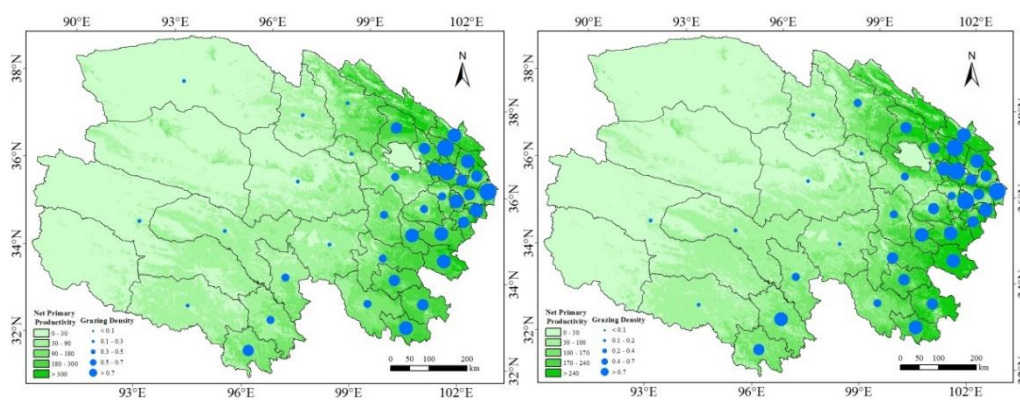 90°E 93°E 96°E 99°E 102°E
38°N
36°N
34°N
32°N
38°N
36°N
34°N
32°N
N
Net Primary
Productivity
0 - 30
30 - 90
90 - 180
180 - 300
> 300
Grazing Density
< 0.1
0.1 - 0.3
0.3 - 0.5
0.5 - 0.7
> 0.7
0 50 100 200
km
93°E 96°E 99°E 102°E
90°E 93°E 96°E 99°E 102°E
38°N
36°N
34°N
32°N
38°N
36°N
34°N
32°N
N
Net Primary
Productivity
0 - 30
30 - 100
100 - 170
170 - 240
> 240
Grazing Density
< 0.1
0.1 - 0.2
0.2 - 0.4
0.4 - 0.7
> 0.7
0 50 100 200
km
93°E 96°E 99°E 102°E